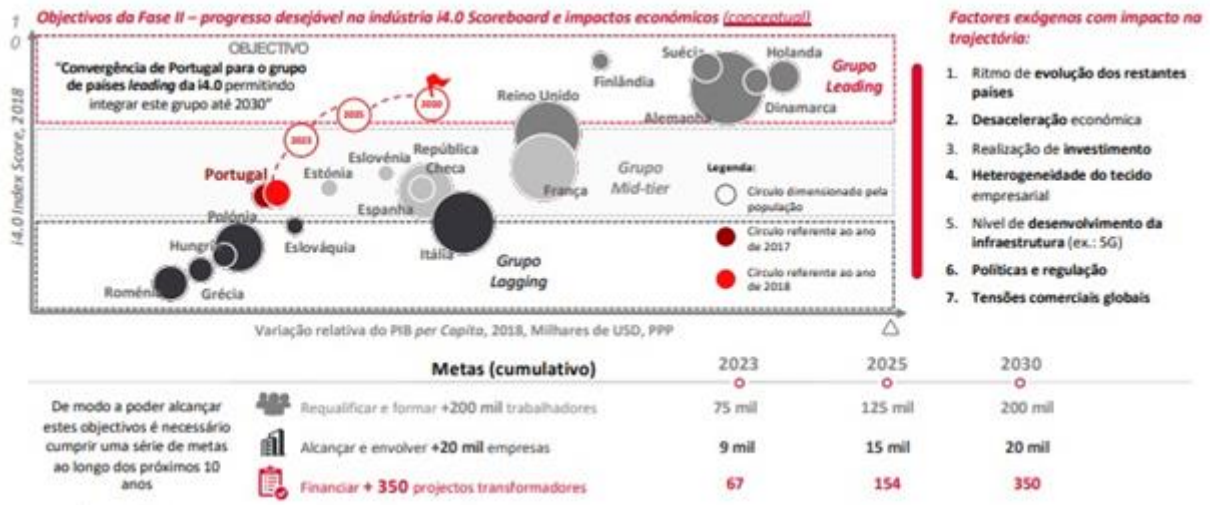 Objectivos da Fase II – progresso desejável na indústria i4.0 Scoreboard e impactos económicos (conceptual)
Factores exógenos com impacto na
trajectória:
1
0
i4.0 Index Score, 2018
OBJECTIVO
"Convergência de Portugal para o grupo
de países leading da i4.0 permitindo
integrar este grupo até 2030"
2023
2025
2030
Suécia
Holanda
Finlândia
Alemanha
Dinamarca
Grupo
Leading
Reino Unido
França
Grupo
Mid-tier
República
Checa
Eslovénia
Estónia
Espanha
Portugal
Polónia
Hungria
Eslováquia
Itália
Roménia
Grécia
Grupo
Lagging
Legenda:
Círculo dimensionado pela
população
Círculo referente ao ano
de 2017
Círculo referente ao ano
de 2018
Variação relativa do PIB per Capita, 2018, Milhares de USD, PPP
1. Ritmo de evolução dos restantes
países
2. Desaceleração económica
3. Realização de investimento
4. Heterogeneidade do tecido
empresarial
5. Nível de desenvolvimento da
infraestrutura (ex.: 5G)
6. Políticas e regulação
7. Tensões comerciais globais
Metas (cumulativo) 2023 2025 2030
De modo a poder alcançar
estes objectivos é necessário
cumprir uma série de metas
ao longo dos próximos 10
anos
Requalificar e formar +200 mil trabalhadores 75 mil 125 mil 200 mil
Alcançar e envolver +20 mil empresas 9 mil 15 mil 20 mil
Financiar + 350 projectos transformadores 67 154 350